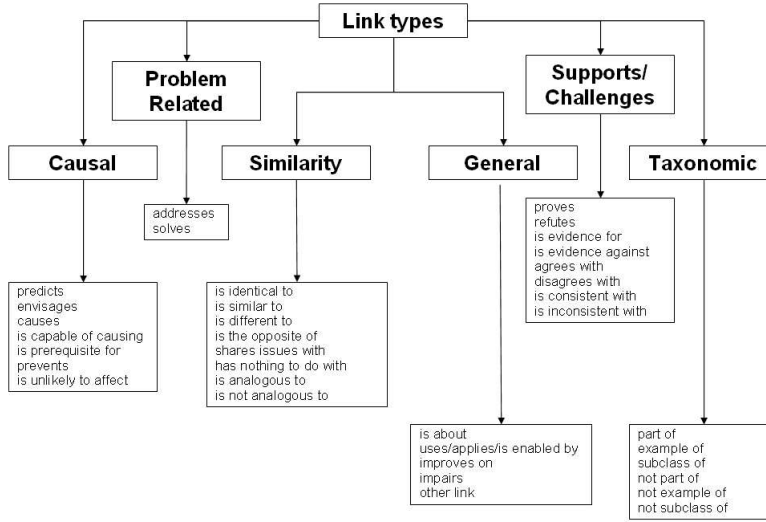 Link types
Problem
Related
Supports/
Challenges
Causal
Similarity
General
Taxonomic
addresses
solves
proves
refutes
is evidence for
is evidence against
agrees with
disagrees with
is consistent with
is inconsistent with
predicts
envisages
causes
is capable of causing
is prerequisite for
prevents
is unlikely to affect
is identical to
is similar to
is different to
is the opposite of
shares issues with
has nothing to do with
is analogous to
is not analogous to
is about
uses/applies/is enabled by
improves on
impairs
other link
part of
example of
subclass of
not part of
not example of
not subclass of